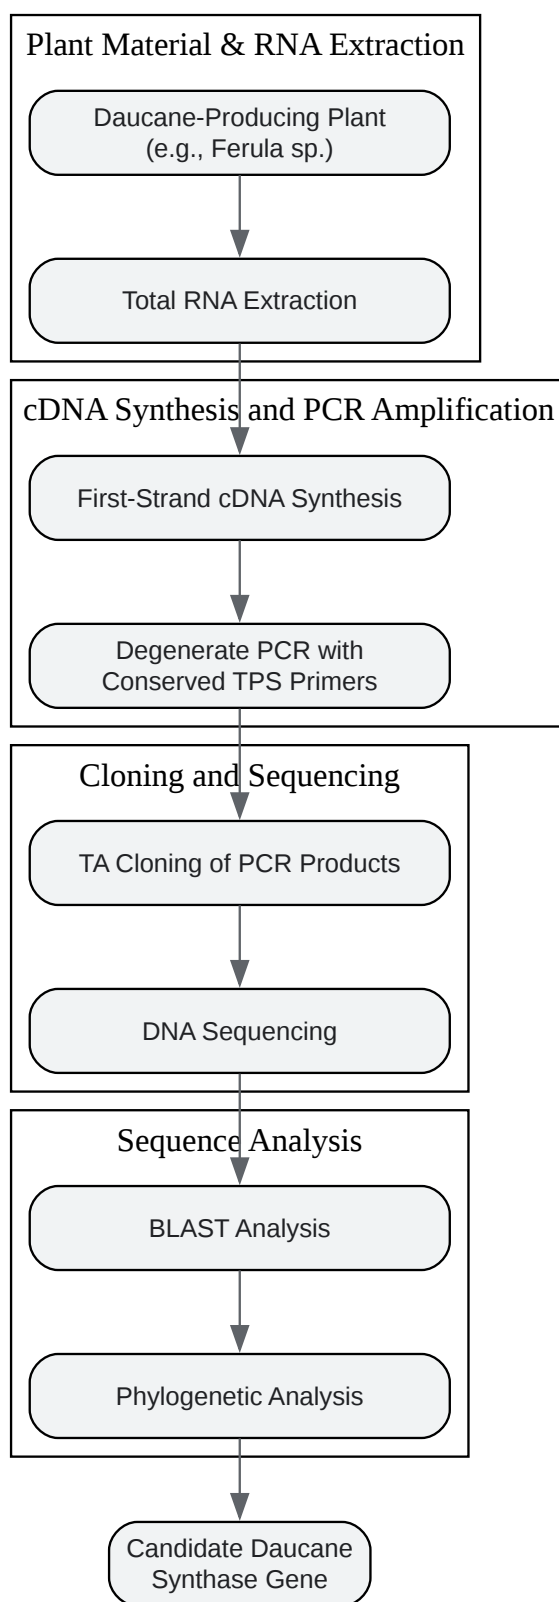 Plant Material & RNA Extraction
Daucane-Producing Plant
(e.g., Ferula sp.)
Total RNA Extraction
cDNA Synthesis and PCR Amplification
First-Strand cDNA Synthesis
Degenerate PCR with
Conserved TPS Primers
Cloning and Sequencing
TA Cloning of PCR Products
DNA Sequencing
Sequence Analysis
BLAST Analysis
Phylogenetic Analysis
Candidate Daucane
Synthase Gene